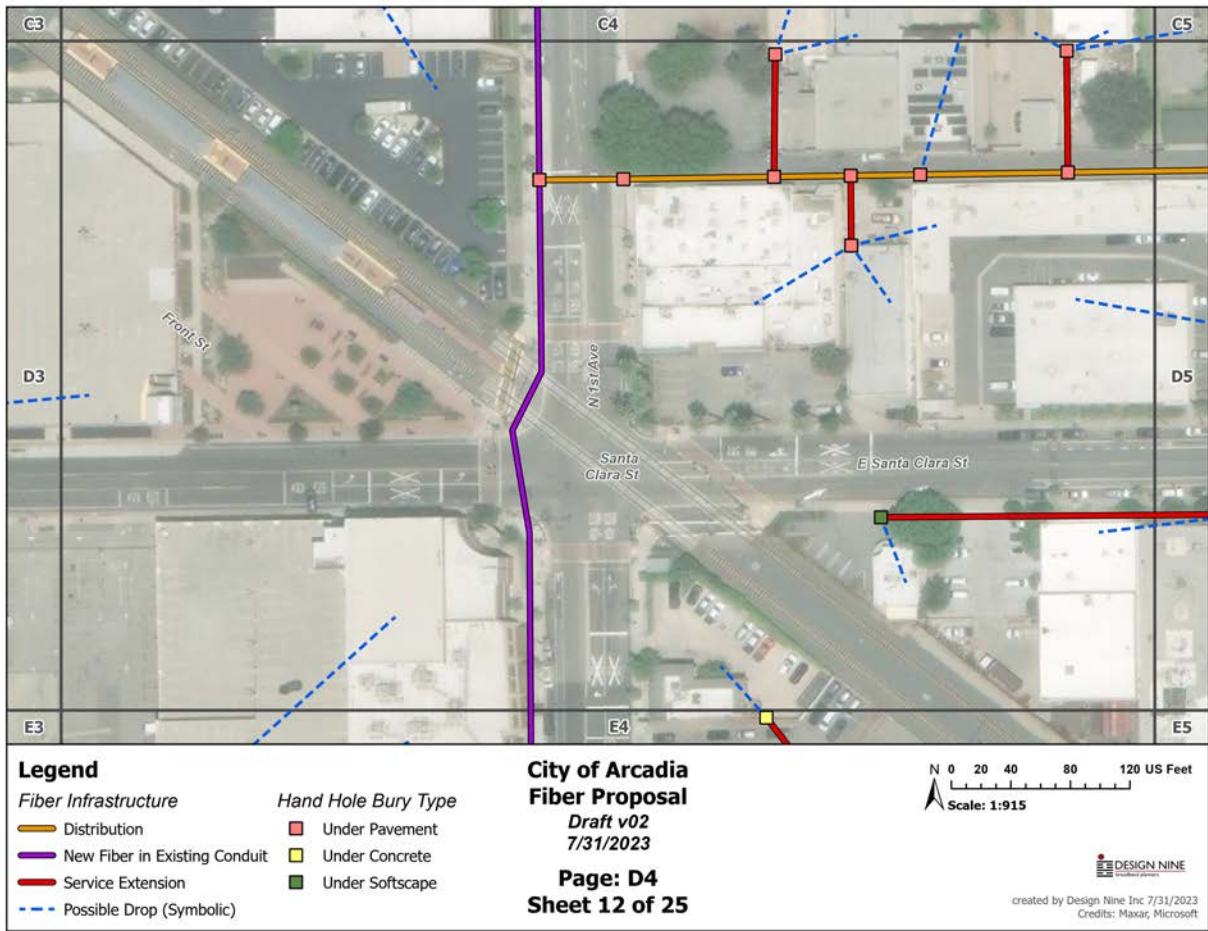 C3
C4
C5
Front St
D3
N 1st Ave
D5
Santa
Clara St
E Santa Clara St
E3
E4
E5
Legend
Fiber Infrastructure
Distribution
New Fiber in Existing Conduit
Service Extension
Possible Drop (Symbolic)
Hand Hole Bury Type
Under Pavement
Under Concrete
Under Softscape
City of Arcadia
Fiber Proposal
Draft v02
7/31/2023
Page: D4
Sheet 12 of 25
N 0 20 40 80 120 US Feet
Scale: 1:915
DESIGN NINE
broadband planners
created by Design Nine Inc 7/31/2023
Credits: Maxar, Microsoft